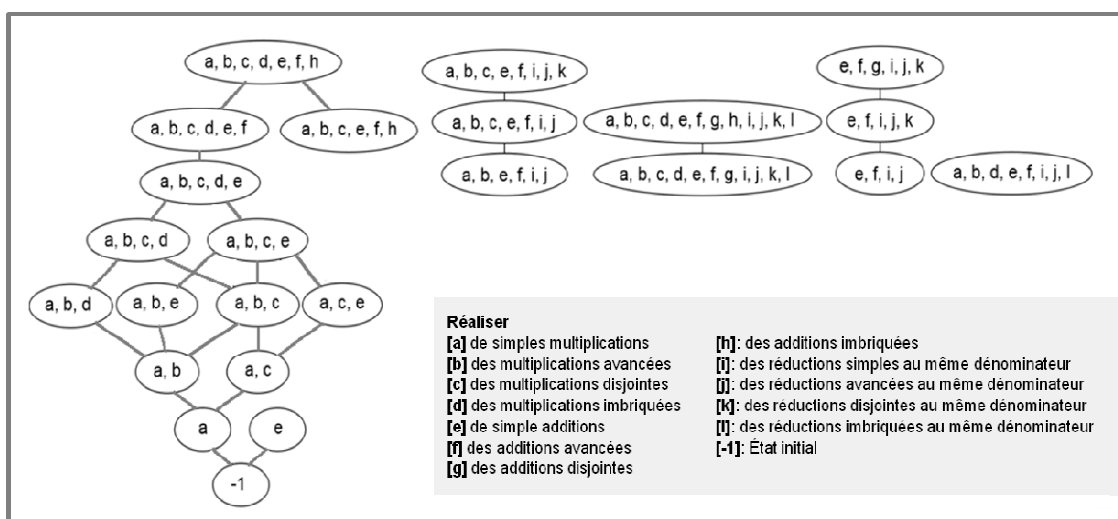 a, b, c, d, e, f, h
a, b, c, e, f, i, j, k
e, f, g, i, j, k
a, b, c, d, e, f
a, b, c, e, f, h
a, b, c, e, f, i, j
a, b, c, d, e, f, g, h, i, j, k, l
e, f, i, j, k
a, b, c, d, e
a, b, e, f, i, j
a, b, c, d, e, f, g, i, j, k, l
e, f, i, j
a, b, d, e, f, i, j, l
a, b, c, d
a, b, c, e
a, b, d
a, b, e
a, b, c
a, c, e
a, b
a, c
a
e
-1
Réaliser
[a] de simples multiplications
[b] des multiplications avancées
[c] des multiplications disjointes
[d] des multiplications imbriquées
[e] de simple additions
[f] des additions avancées
[g] des additions disjointes
[h]: des additions imbriquées
[i]: des réductions simples au même dénominateur
[j]: des réductions avancées au même dénominateur
[k]: des réductions disjointes au même dénominateur
[l]: des réductions imbriquées au même dénominateur
[-1]: État initial